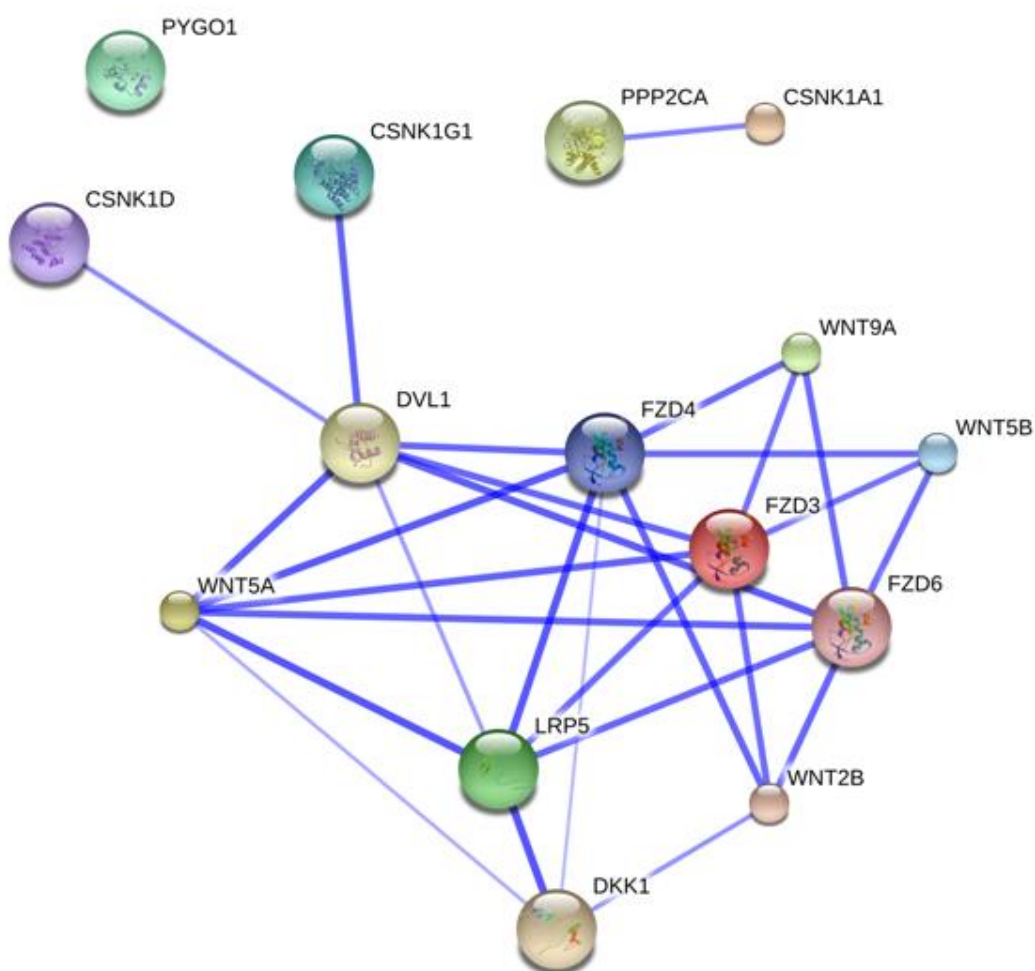 PYGO1
PPP2CA
CSNK1A1
CSNK1G1
CSNK1D
WNT9A
DVL1
FZD4
WNT5B
FZD3
WNT5A
FZD6
LRP5
WNT2B
DKK1